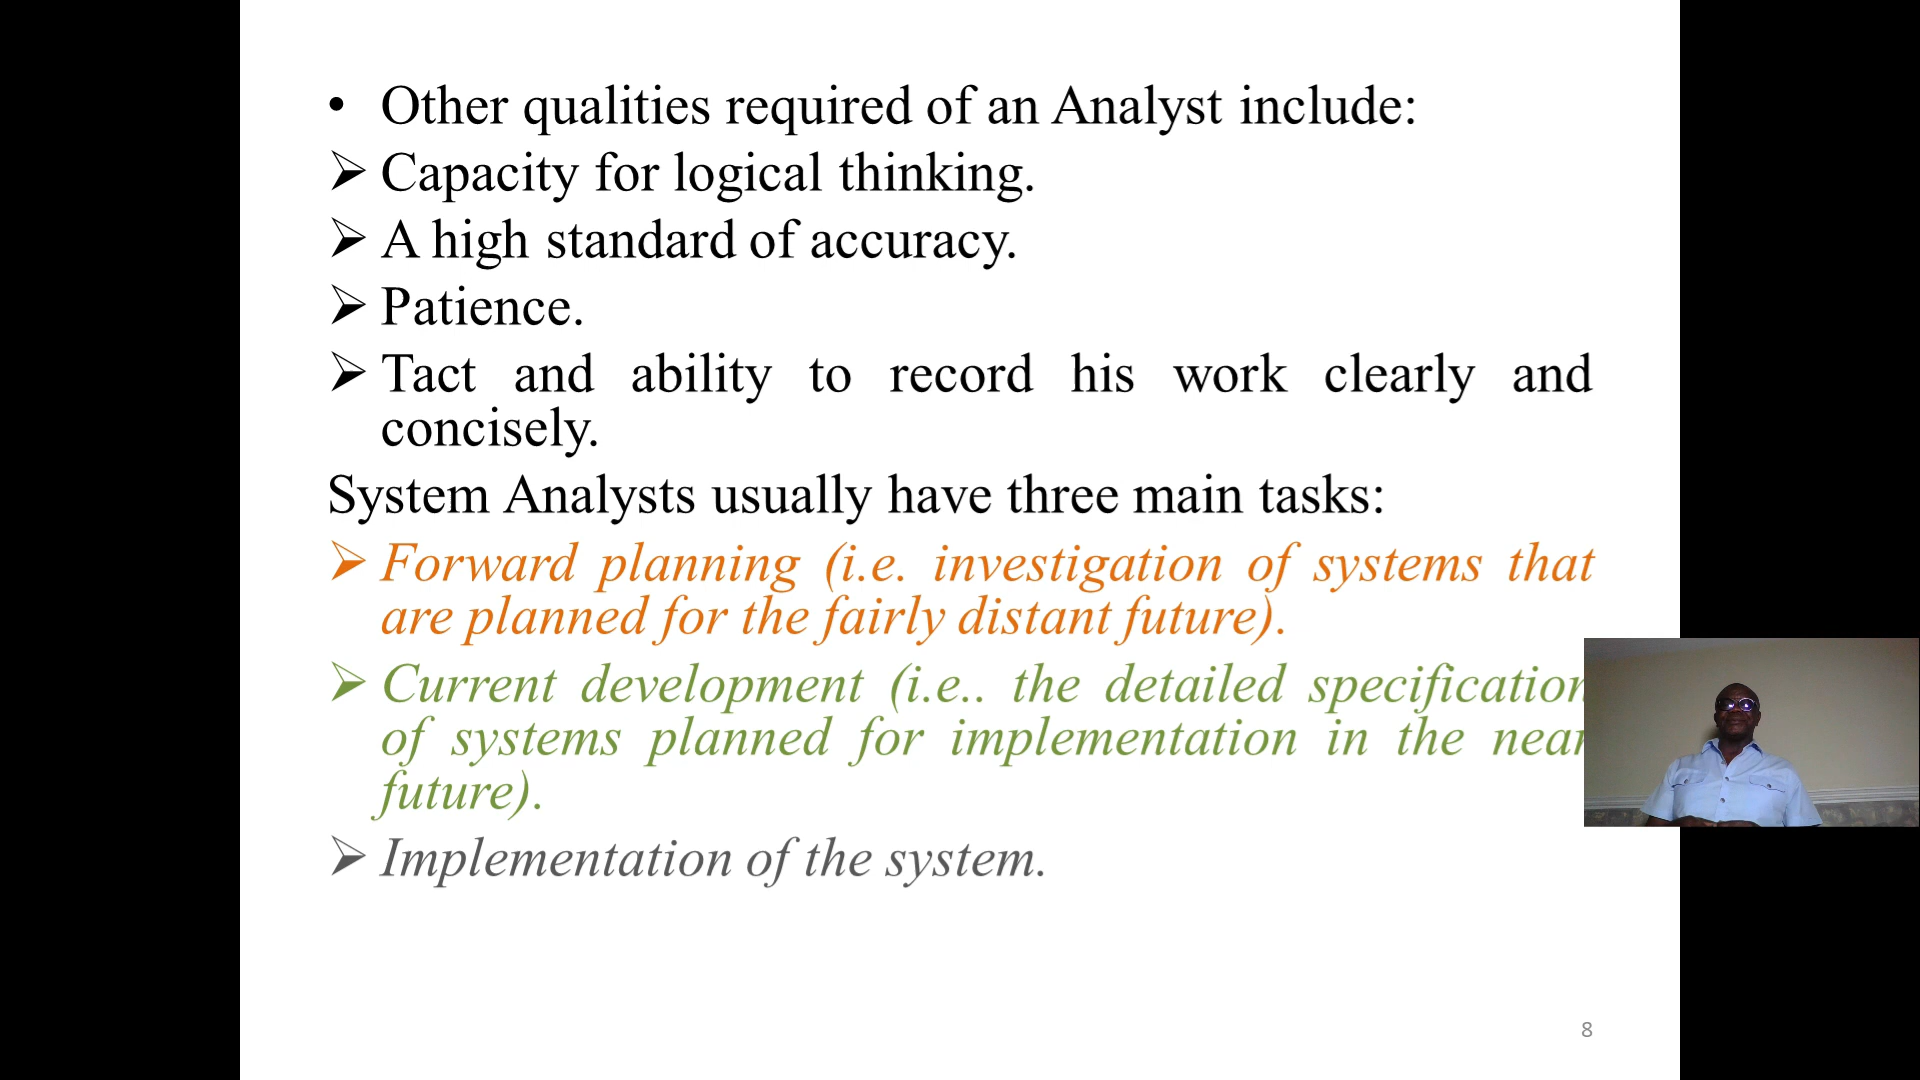 • Other qualities required of an Analyst include:
➢ Capacity for logical thinking.
➢ A high standard of accuracy.
➢ Patience.
➢ Tact and ability to record his work clearly and
concisely.
System Analysts usually have three main tasks:
➢ Forward planning (i.e. investigation of systems that
are planned for the fairly distant future).
➢ Current development (i.e.. the detailed specification
of systems planned for implementation in the near
future).
➢ Implementation of the system.
8